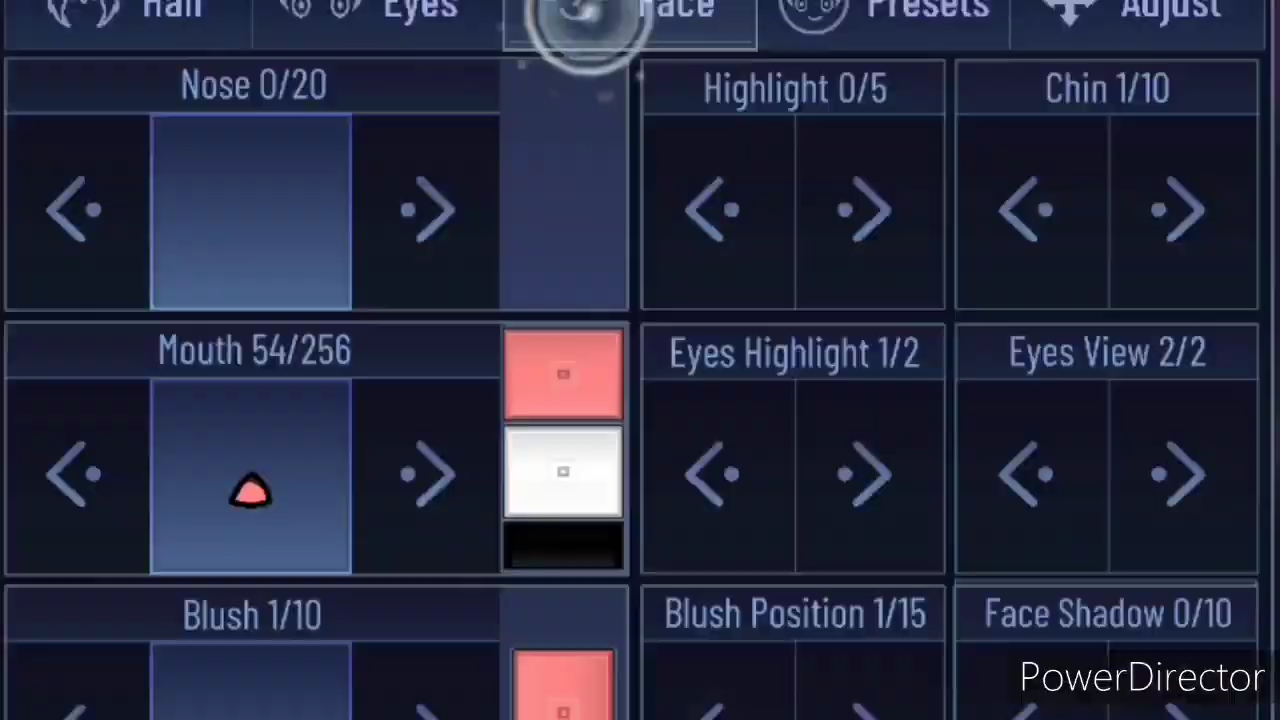 Hair Eyes Face Presets Adjust
Nose 0/20
Highlight 0/5
Chin 1/10
Mouth 54/256
Eyes Highlight 1/2
Eyes View 2/2
Blush 1/10
Blush Position 1/15
Face Shadow 0/10
PowerDirector